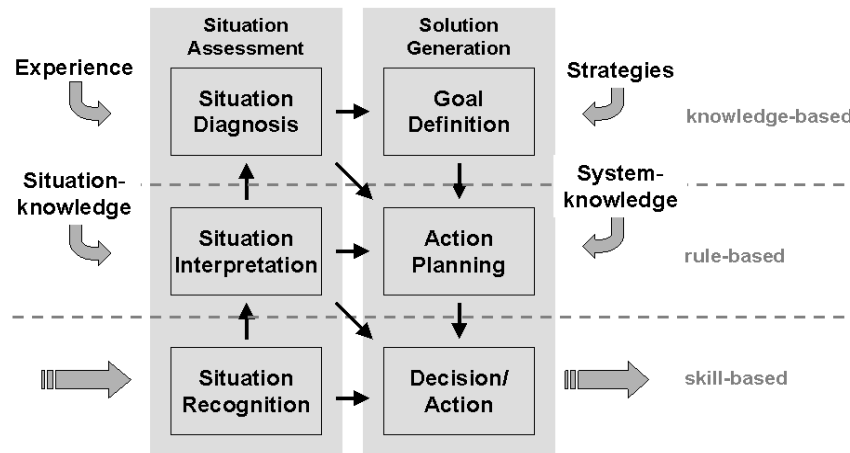 Situation
Assessment
Solution
Generation
Experience
Situation
Diagnosis
Goal
Definition
Strategies
knowledge-based
Situation-
knowledge
System-
knowledge
Situation
Interpretation
Action
Planning
rule-based
Situation
Recognition
Decision/
Action
skill-based